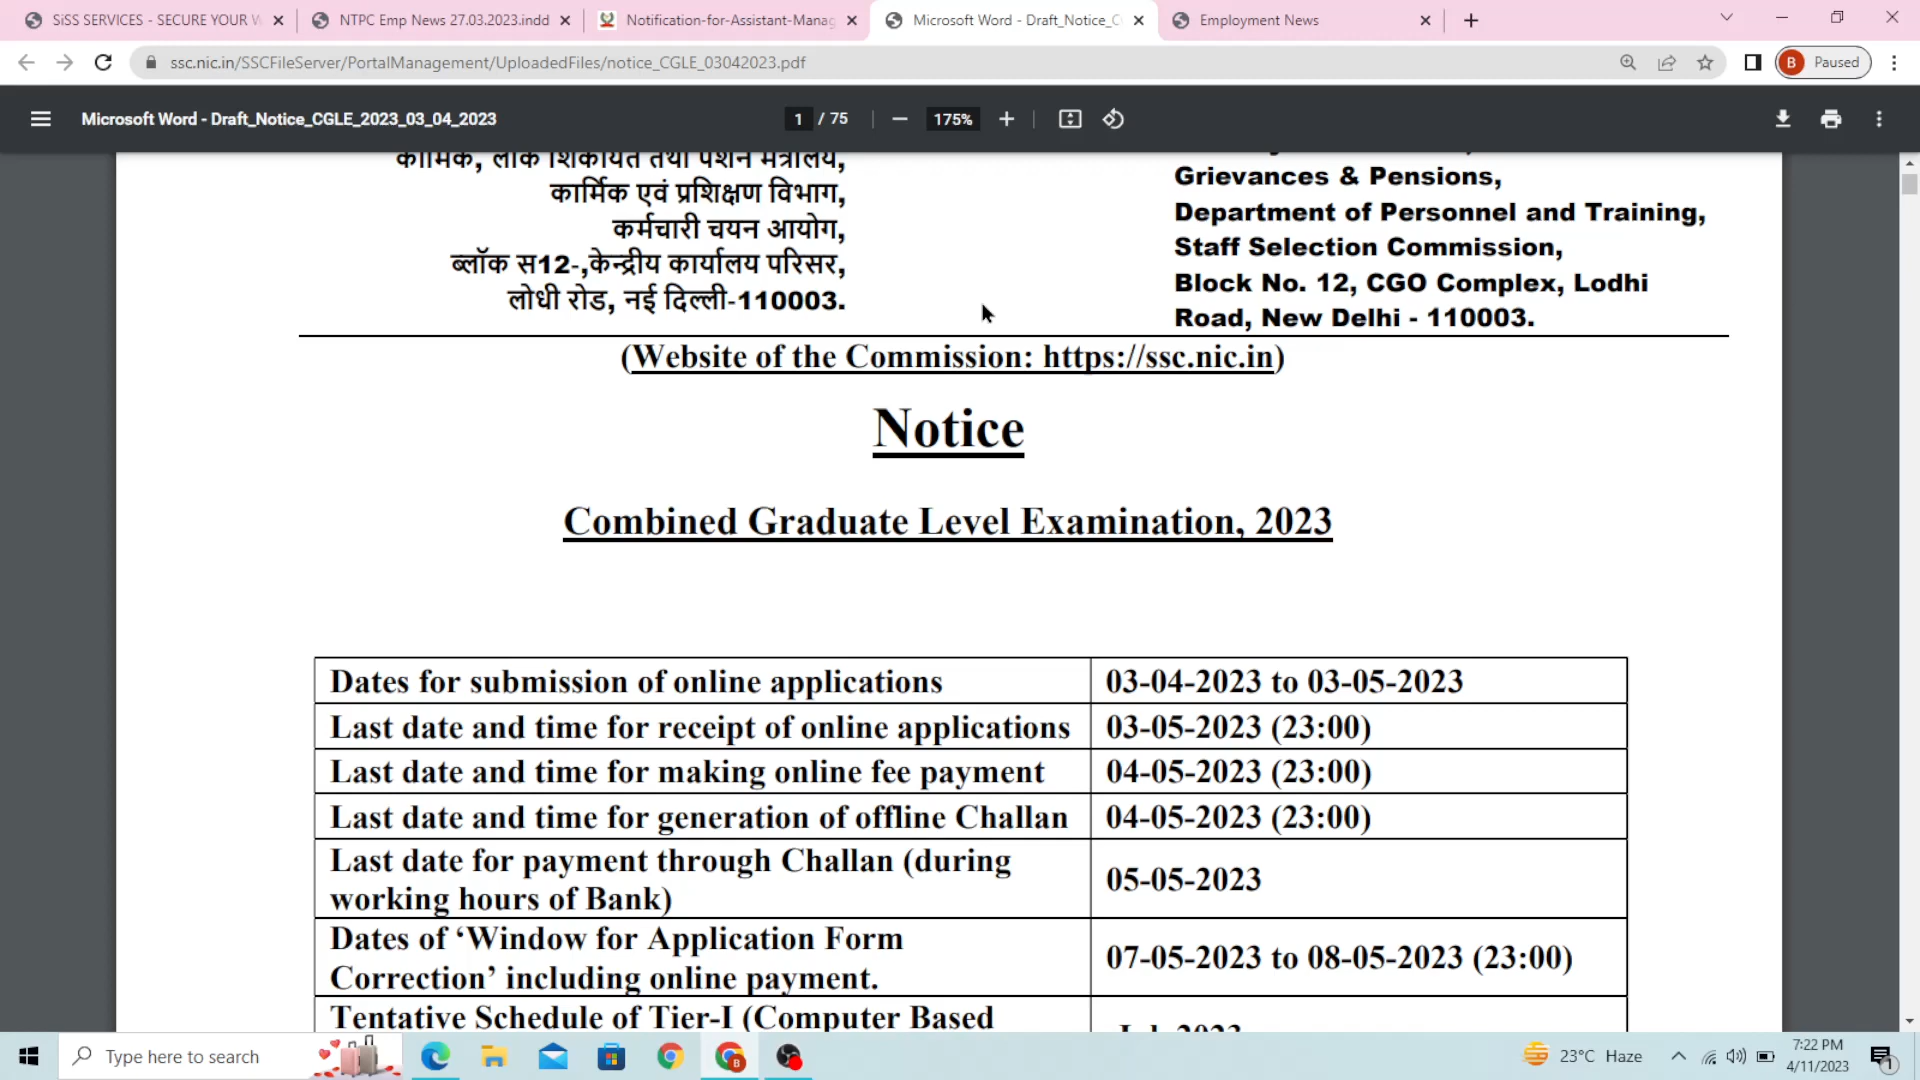 SiSS SERVICES - SECURE YOUR W
NTPC Emp News 27.03.2023.indd
Notification-for-Assistant-Manag
Microsoft Word - Draft_Notice_C
Employment News
ssc.nic.in/SSCFileServer/PortalManagement/UploadedFiles/notice_CGLE_03042023.pdf
B Paused
Microsoft Word - Draft_Notice_CGLE_2023_03_04_2023
1 / 75
175%
कार्मिक, लोक शिकायत तथा पेंशन मंत्रालय,
कार्मिक एवं प्रशिक्षण विभाग,
कर्मचारी चयन आयोग,
ब्लॉक स12-,केन्द्रीय कार्यालय परिसर,
लोधी रोड, नई दिल्ली-110003.
Grievances & Pensions,
Department of Personnel and Training,
Staff Selection Commission,
Block No. 12, CGO Complex, Lodhi
Road, New Delhi - 110003.
(Website of the Commission: https://ssc.nic.in)
Notice
Combined Graduate Level Examination, 2023
Dates for submission of online applications 03-04-2023 to 03-05-2023
Last date and time for receipt of online applications 03-05-2023 (23:00)
Last date and time for making online fee payment 04-05-2023 (23:00)
Last date and time for generation of offline Challan 04-05-2023 (23:00)
Last date for payment through Challan (during
working hours of Bank)
05-05-2023
Dates of ‘Window for Application Form
Correction’ including online payment.
07-05-2023 to 08-05-2023 (23:00)
Tentative Schedule of Tier-I (Computer Based
Type here to search
B
23°C Haze
7:22 PM
4/11/2023
1